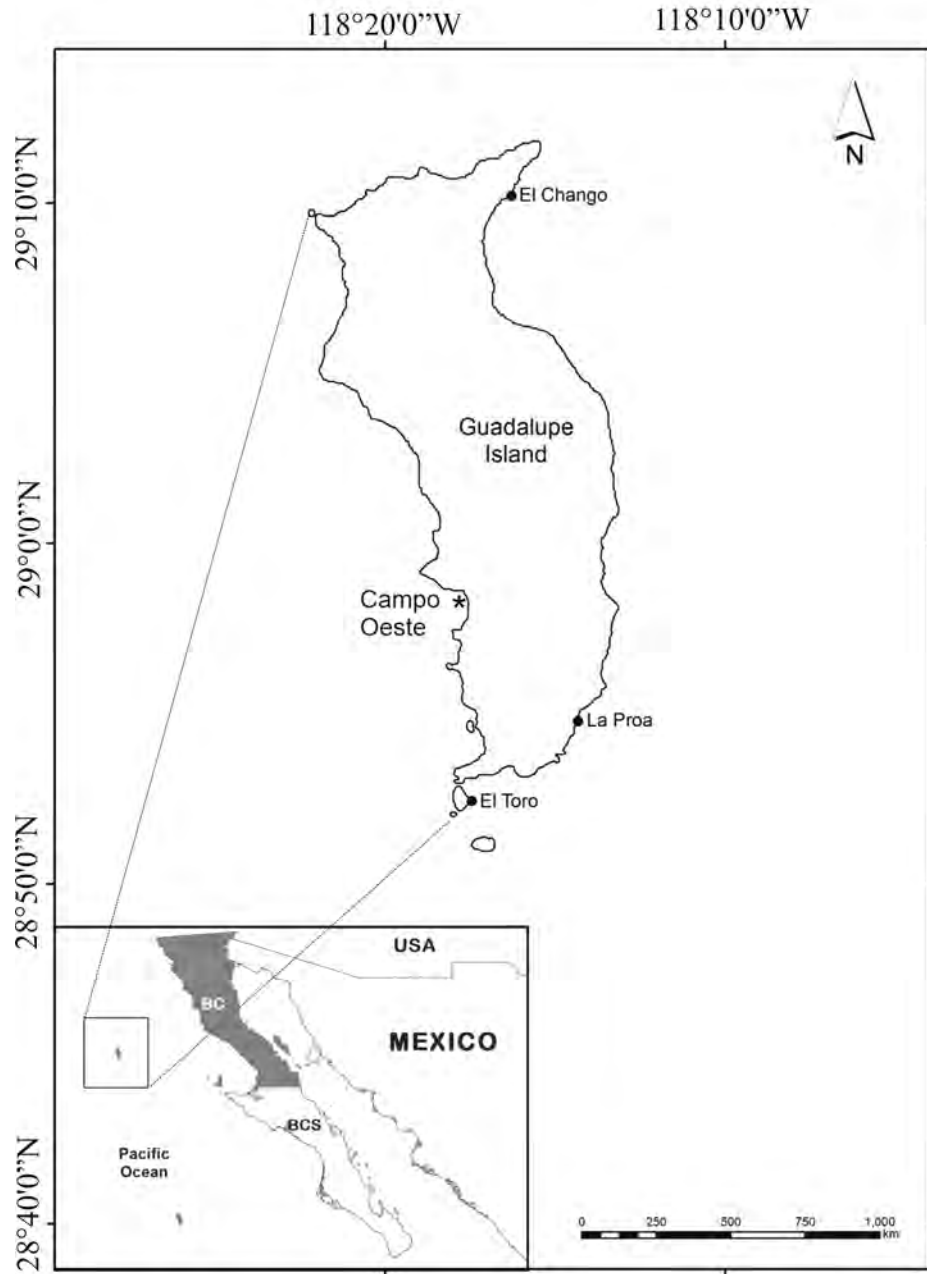 118°20'0”W
118°10'0”W
N
29°10'0”N
El Chango
Guadalupe
Island
29°0'0”N
Campo
Oeste
*
La Proa
El Toro
28°50'0”N
USA
BC
MEXICO
BCS
Pacific
Ocean
28°40'0”N
0 250 500 750 1,000
km